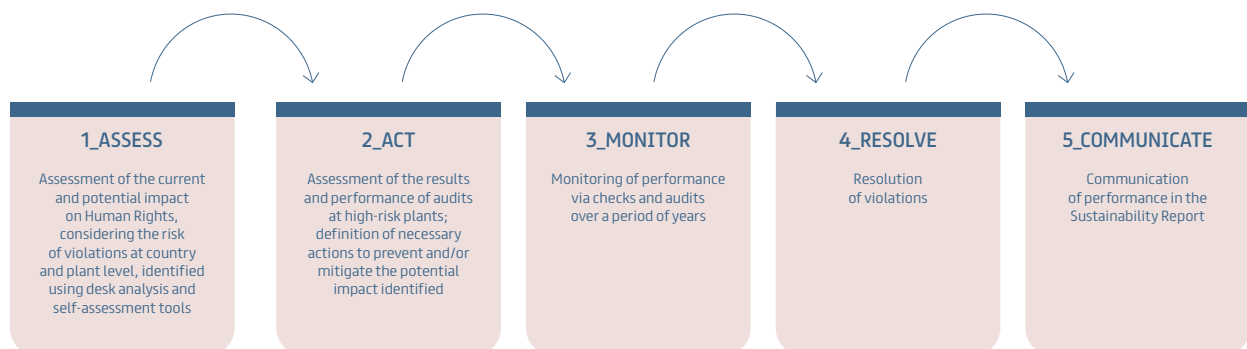 1_ASSESS
Assessment of the current
and potential impact
on Human Rights,
considering the risk
of violations at country
and plant level, identified
using desk analysis and
self-assessment tools
2_ACT
Assessment of the results
and performance of audits
at high-risk plants;
definition of necessary
actions to prevent and/or
mitigate the potential
impact identified
3_MONITOR
Monitoring of performance
via checks and audits
over a period of years
4_RESOLVE
Resolution
of violations
5_COMMUNICATE
Communication
of performance in the
Sustainability Report